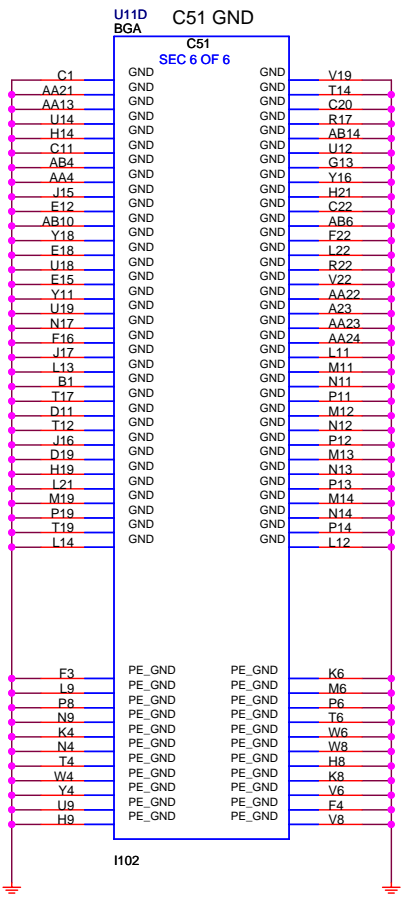 U11D C51 GND
BGA
C51
SEC 6 OF 6
C1 GND GND V19
AA21 GND GND T14
AA13 GND GND C20
U14 GND GND R17
H14 GND GND AB14
C11 GND GND U12
AB4 GND GND G13
AA4 GND GND Y16
J15 GND GND H21
E12 GND GND C22
AB10 GND GND AB6
Y18 GND GND F22
E18 GND GND L22
U18 GND GND R22
E15 GND GND V22
Y11 GND GND AA22
U19 GND GND A23
N17 GND GND AA23
F16 GND GND AA24
J17 GND GND L11
L13 GND GND M11
B1 GND GND N11
T17 GND GND P11
D11 GND GND M12
T12 GND GND N12
J16 GND GND P12
D19 GND GND M13
H19 GND GND N13
L21 GND GND P13
M19 GND GND M14
P19 GND GND N14
T19 GND GND P14
L14 GND GND L12
F3 PE_GND PE_GND K6
L9 PE_GND PE_GND M6
P8 PE_GND PE_GND P6
N9 PE_GND PE_GND T6
K4 PE_GND PE_GND W6
N4 PE_GND PE_GND W8
T4 PE_GND PE_GND H8
W4 PE_GND PE_GND K8
Y4 PE_GND PE_GND V6
U9 PE_GND PE_GND F4
H9 PE_GND PE_GND V8
I102